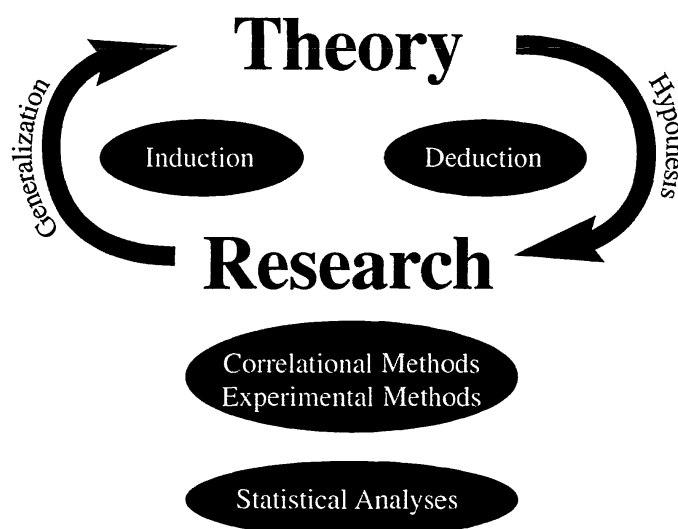 Theory
Generalization
Hypothesis
Induction
Deduction
Research
Correlational Methods
Experimental Methods
Statistical Analyses